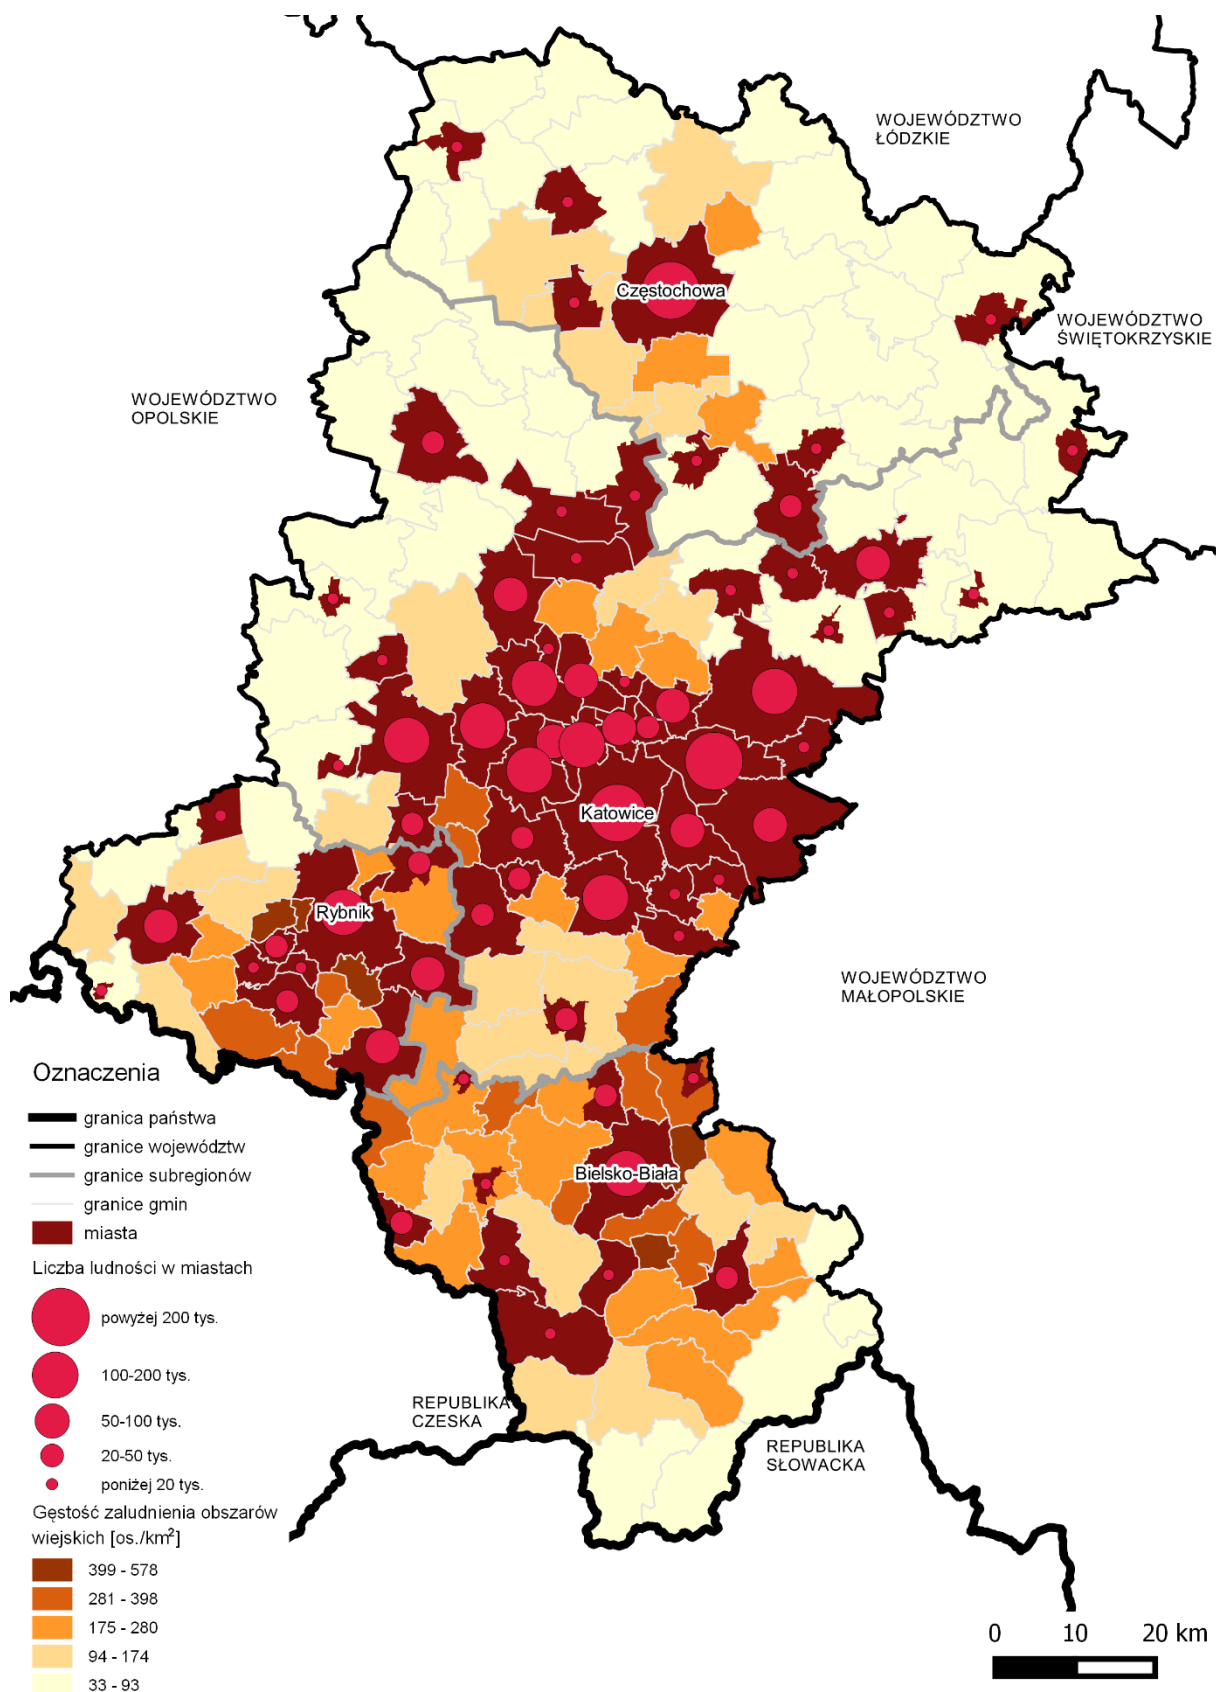 WOJEWÓDZTWO
ŁÓDZKIE
Częstochowa
WOJEWÓDZTWO
ŚWIĘTOKRZYSKIE
WOJEWÓDZTWO
OPOLSKIE
Katowice
Rybnik
WOJEWÓDZTWO
MAŁOPOLSKIE
Bielsko-Biała
REPUBLIKA
CZESKA
REPUBLIKA
SŁOWACKA
Oznaczenia
granica państwa
granice województw
granice subregionów
granice gmin
miasta
Liczba ludności w miastach
powyżej 200 tys.
100-200 tys.
50-100 tys.
20-50 tys.
poniżej 20 tys.
Gęstość zaludnienia obszarów
wiejskich [os./km²]
399 - 578
281 - 398
175 - 280
94 - 174
33 - 93
0 10 20 km